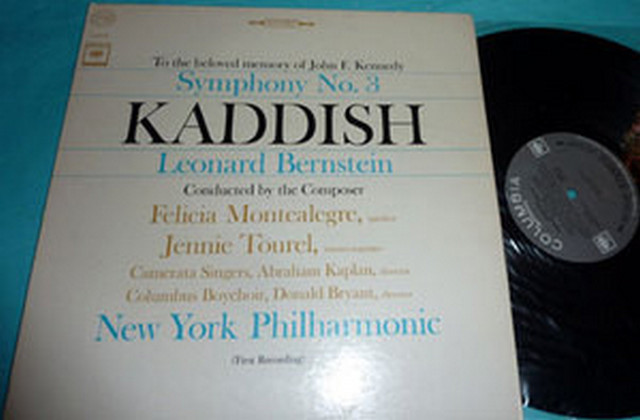 To the beloved memory of John F. Kennedy
Symphony No. 3
KADDISH
Leonard Bernstein
Conducted by the Composer
Felicia Montealegre,
Jennie Tourel,
Camerata Singers, Abraham Kaplan,
Columbus Boychoir, Donald Bryant,
New York Philharmonic
(First Recording)
COLUMBIA